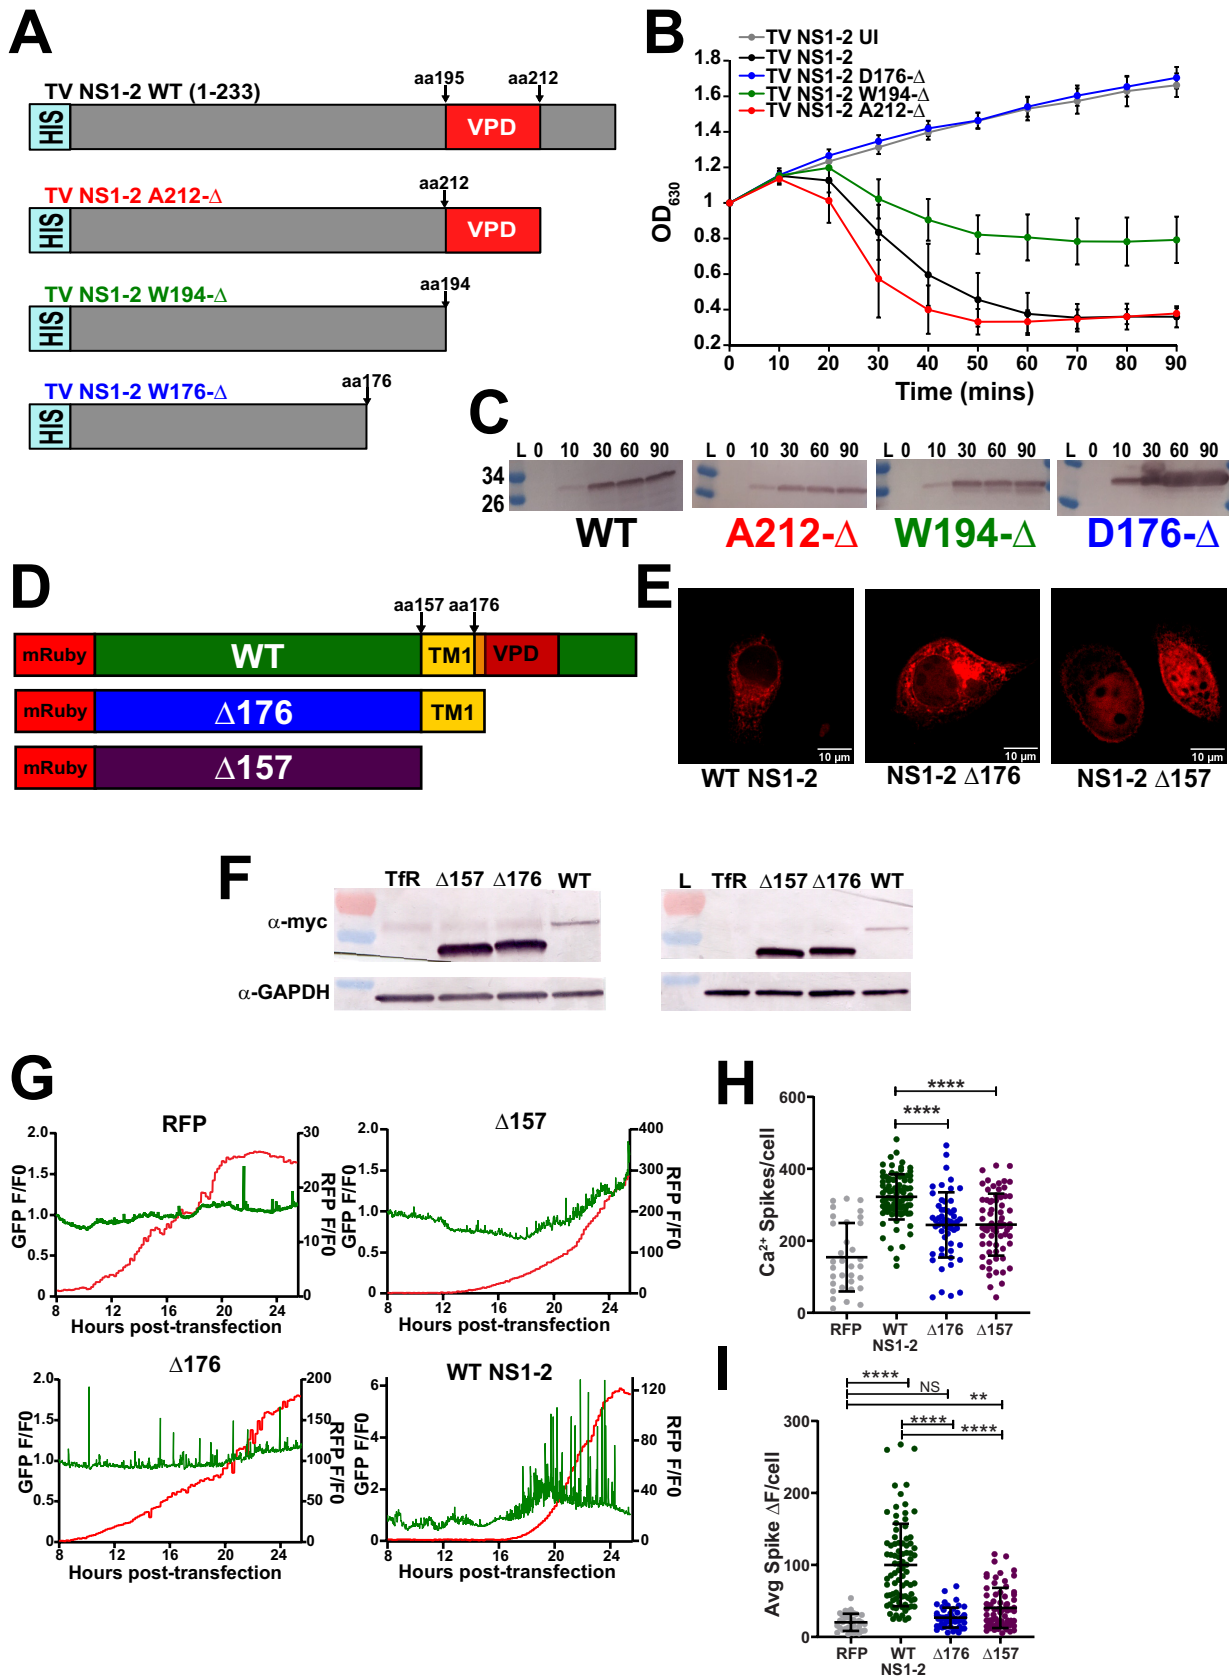 A
TV NS1-2 WT (1-233)
aa195
aa212
HIS
VPD
TV NS1-2 A212-Δ
aa212
HIS
VPD
TV NS1-2 W194-Δ
aa194
HIS
TV NS1-2 W176-Δ
aa176
HIS
B
TV NS1-2 UI
TV NS1-2
TV NS1-2 D176-Δ
TV NS1-2 W194-Δ
TV NS1-2 A212-Δ
OD630
1.8
1.6
1.4
1.2
1
0.8
0.6
0.4
0.2
0 10 20 30 40 50 60 70 80 90
Time (mins)
C
L 0 10 30 60 90
L 0 10 30 60 90
L 0 10 30 60 90
L 0 10 30 60 90
34
26
WT
A212-Δ
W194-Δ
D176-Δ
D
aa157 aa176
mRuby WT TM1 VPD
mRuby Δ176 TM1
mRuby Δ157
E
10 µm
10 µm
10 µm
WT NS1-2
NS1-2 Δ176
NS1-2 Δ157
F
TfR Δ157 Δ176 WT
L TfR Δ157 Δ176 WT
α-myc
α-GAPDH
G
RFP
GFP F/F0
2.0
1.5
1.0
0.5
0
30
20
10
0
RFP F/F0
8 12 16 20 24
Hours post-transfection
Δ157
GFP F/F0
2.0
1.5
1.0
0.5
0
400
300
200
100
0
RFP F/F0
8 12 16 20 24
Hours post-transfection
Δ176
GFP F/F0
2.0
1.5
1.0
0.5
0
200
150
100
50
0
RFP F/F0
8 12 16 20 24
Hours post-transfection
WT NS1-2
GFP F/F0
6
4
2
0
120
80
40
0
RFP F/F0
8 12 16 20 24
Hours post-transfection
H
Ca2+ Spikes/cell
600
400
200
0
****
****
RFP WT NS1-2 Δ176 Δ157
I
Avg Spike ΔF/cell
300
200
100
0
****
NS
**
****
****
RFP WT NS1-2 Δ176 Δ157